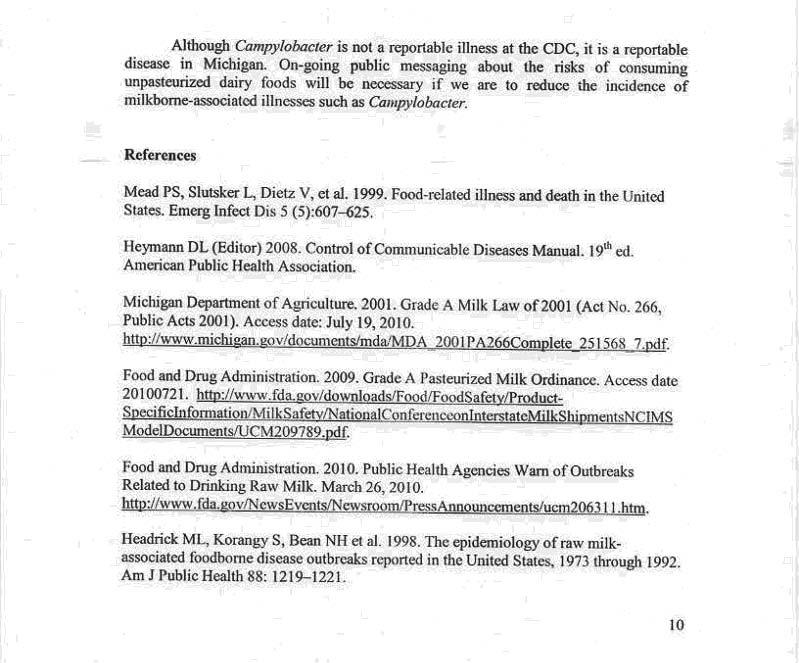 Although Campylobacter is not a reportable illness at the CDC, it is a reportable
disease in Michigan. On-going public messaging about the risks of consuming
unpasteurized dairy foods will be necessary if we are to reduce the incidence of
milkborne-associated illnesses such as Campylobacter.
References
Mead PS, Slutsker L, Dietz V, et al. 1999. Food-related illness and death in the United
States. Emerg Infect Dis 5 (5):607–625.
Heymann DL (Editor) 2008. Control of Communicable Diseases Manual. 19th ed.
American Public Health Association.
Michigan Department of Agriculture. 2001. Grade A Milk Law of 2001 (Act No. 266,
Public Acts 2001). Access date: July 19, 2010.
http://www.michigan.gov/documents/mda/MDA_2001PA266Complete_251568_7.pdf.
Food and Drug Administration. 2009. Grade A Pasteurized Milk Ordinance. Access date
20100721. http://www.fda.gov/downloads/Food/FoodSafety/Product-
SpecificInformation/MilkSafety/NationalConferenceonInterstateMilkShipmentsNCIMS
ModelDocuments/UCM209789.pdf.
Food and Drug Administration. 2010. Public Health Agencies Warn of Outbreaks
Related to Drinking Raw Milk. March 26, 2010.
http://www.fda.gov/NewsEvents/Newsroom/PressAnnouncements/ucm206311.htm.
Headrick ML, Korangy S, Bean NH et al. 1998. The epidemiology of raw milk-
associated foodborne disease outbreaks reported in the United States, 1973 through 1992.
Am J Public Health 88: 1219–1221.
10